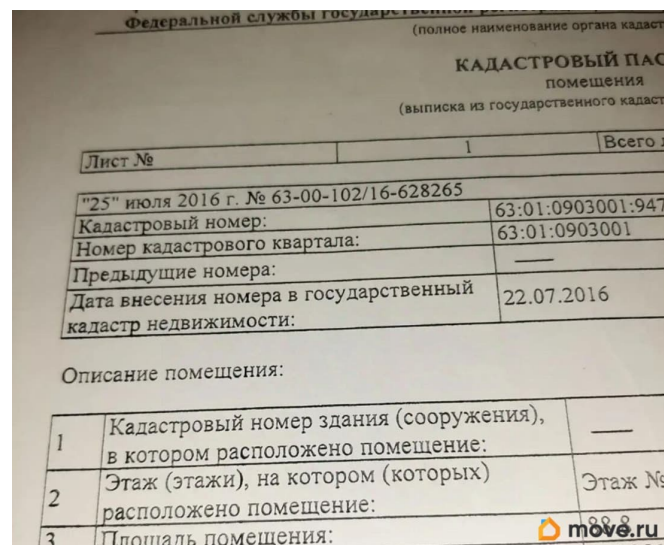 Федеральной службы государственной
(полное наименование органа кадаст
КАДАСТРОВЫЙ ПАС
помещения
(выписка из государственного кадаст
Лист № 1 Всего л
"25" июля 2016 г. № 63-00-102/16-628265
Кадастровый номер: 63:01:0903001:947
Номер кадастрового квартала: 63:01:0903001
Предыдущие номера: —
Дата внесения номера в государственный
кадастр недвижимости: 22.07.2016
Описание помещения:
1 Кадастровый номер здания (сооружения),
в котором расположено помещение: —
2 Этаж (этажи), на котором (которых)
расположено помещение: Этаж №
3 Площадь помещения: 88.8
move.ru